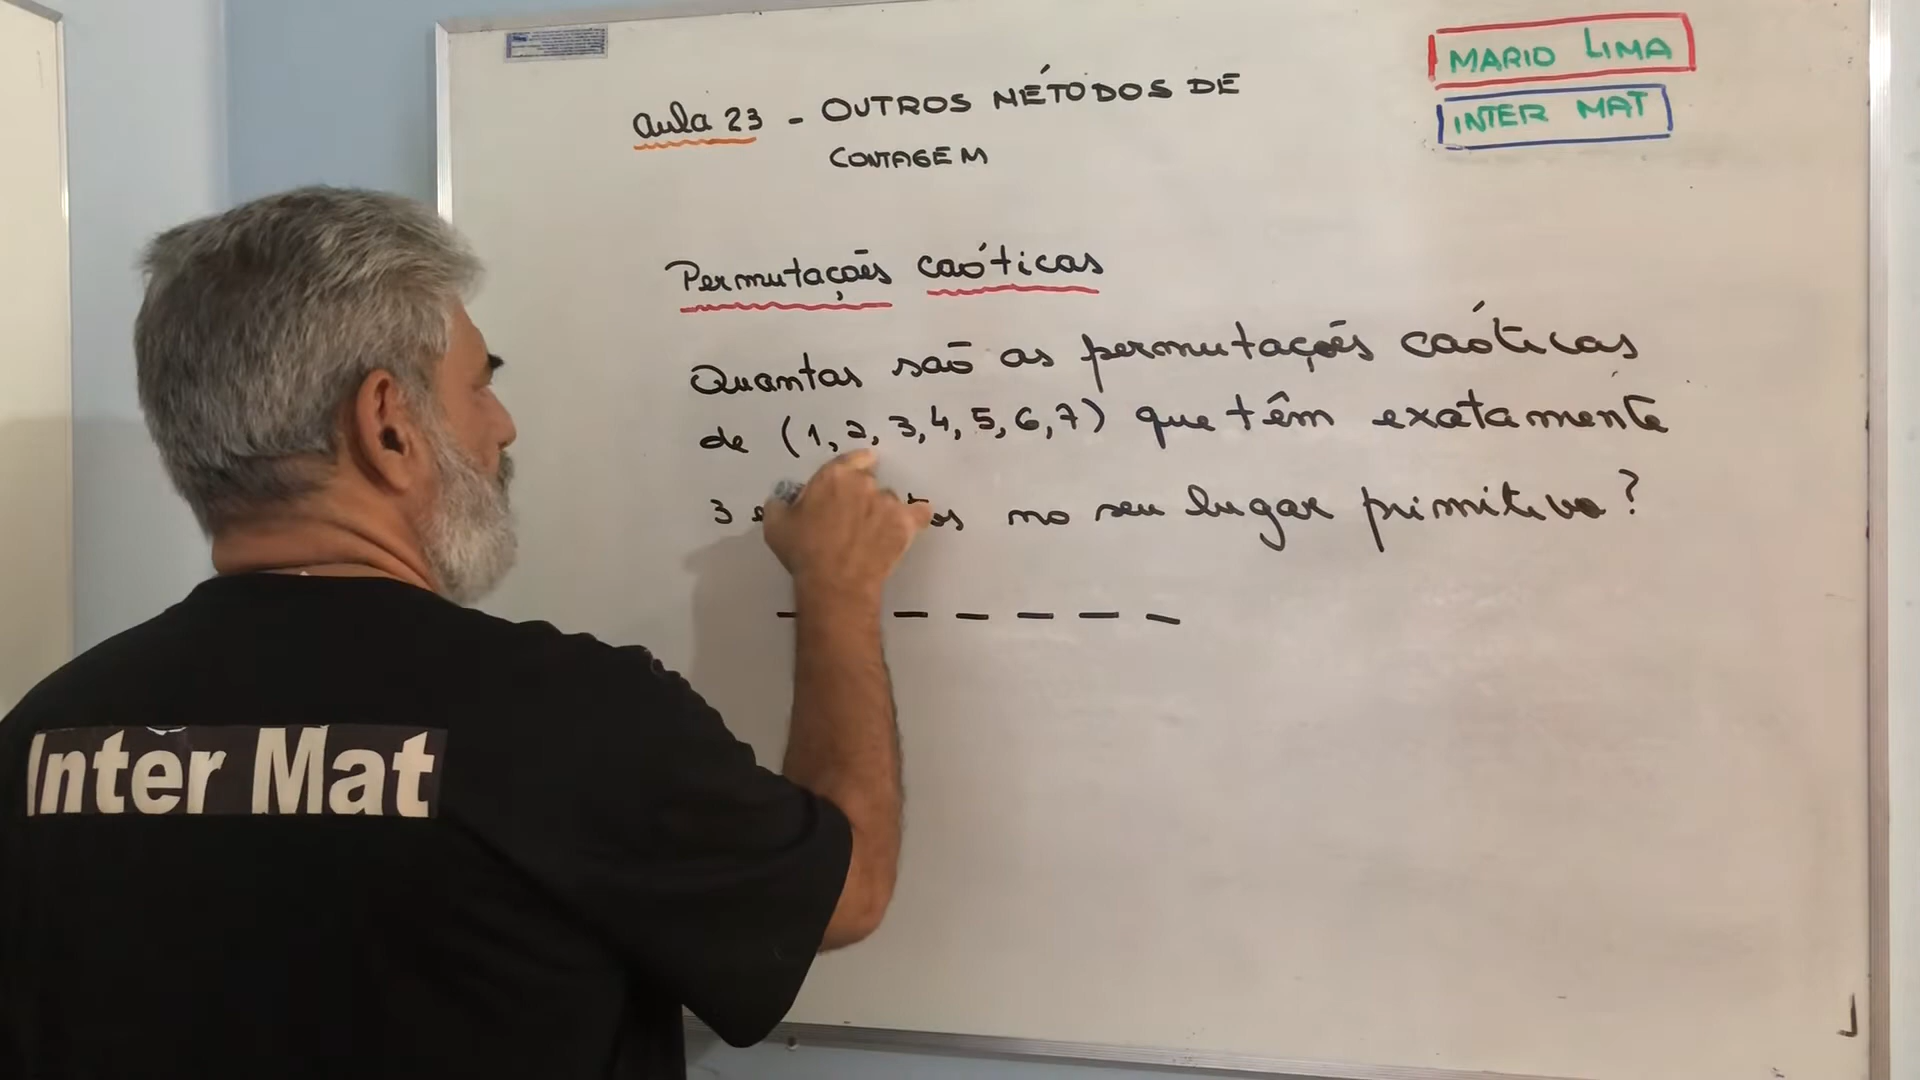 MARIO LIMA
INTER MAT
Aula 23 - OUTROS MÉTODOS DE
CONTAGEM
Permutações caóticas
Quantas são as permutações caóticas
de (1, 2, 3, 4, 5, 6, 7) que têm exatamente
3 no seu lugar primitivo?
Inter Mat